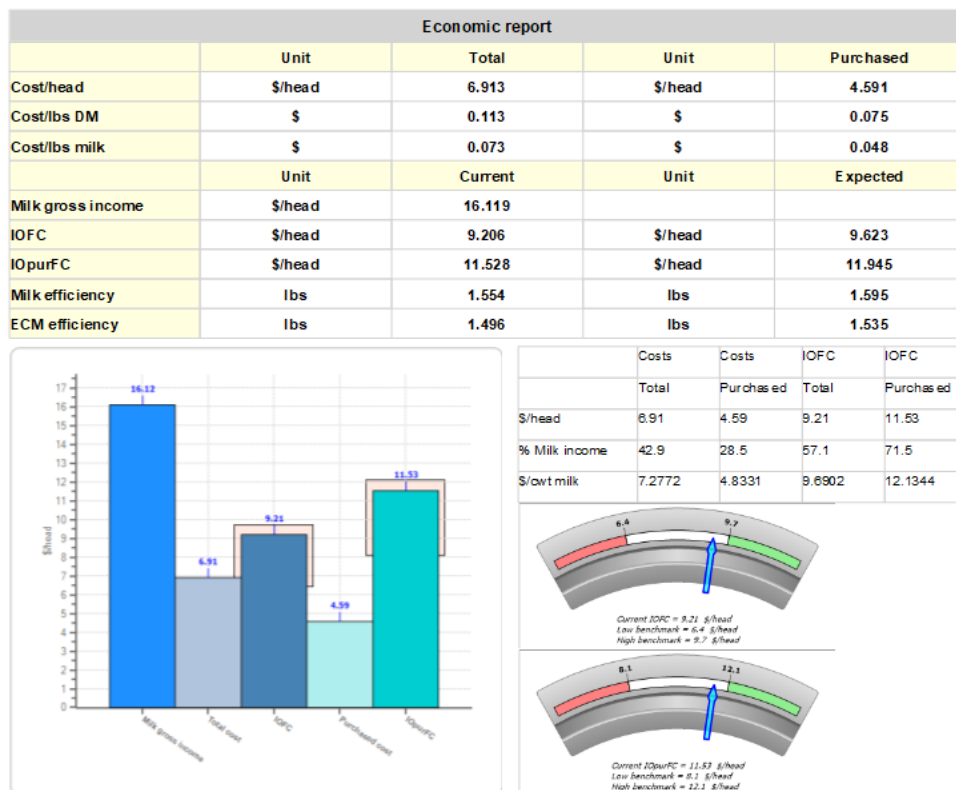 Economic report
Unit Total Unit Purchased
Cost/head $/head 6.913 $/head 4.591
Cost/lbs DM $ 0.113 $ 0.075
Cost/lbs milk $ 0.073 $ 0.048
Unit Current Unit Expected
Milk gross income $/head 16.119
IOFC $/head 9.206 $/head 9.623
IOpurFC $/head 11.528 $/head 11.945
Milk efficiency lbs 1.554 lbs 1.595
ECM efficiency lbs 1.496 lbs 1.535
17
16
15
14
13
12
11
10
9
8
7
6
5
4
3
2
1
0
$/head
16.12
6.91
9.21
4.59
11.53
Milk gross income
Total cost
IOFC
Purchased cost
IOpurFC
Costs Costs IOFC IOFC
Total Purchased Total Purchased
$/head 6.91 4.59 9.21 11.53
% Milk income 42.9 28.5 57.1 71.5
$/cwt milk 7.2772 4.8331 9.6902 12.1344
6.4 9.7
Current IOFC = 9.21 $/head
Low benchmark = 6.4 $/head
High benchmark = 9.7 $/head
8.1 12.1
Current IOpurFC = 11.53 $/head
Low benchmark = 8.1 $/head
High benchmark = 12.1 $/head